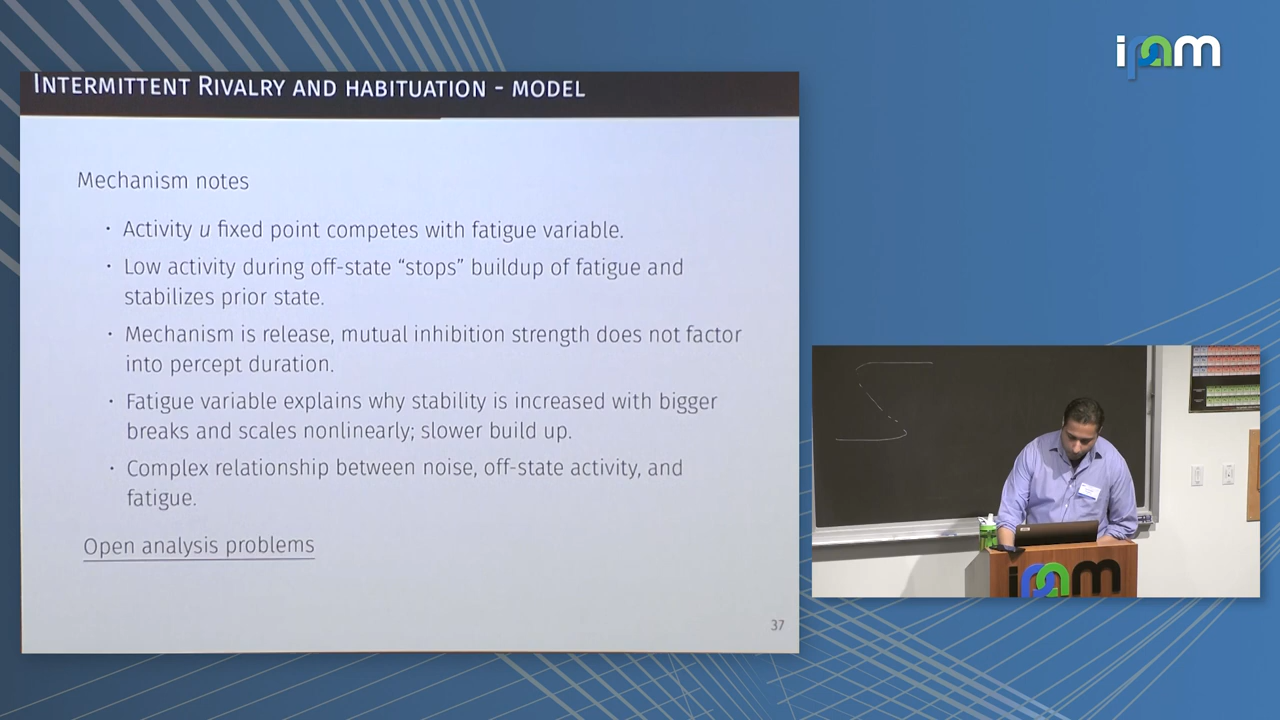 ipam
INTERMITTENT RIVALRY AND HABITUATION - MODEL
Mechanism notes
· Activity u fixed point competes with fatigue variable.
· Low activity during off-state “stops” buildup of fatigue and
stabilizes prior state.
· Mechanism is release, mutual inhibition strength does not factor
into percept duration.
· Fatigue variable explains why stability is increased with bigger
breaks and scales nonlinearly; slower build up.
· Complex relationship between noise, off-state activity, and
fatigue.
Open analysis problems
37
ipam